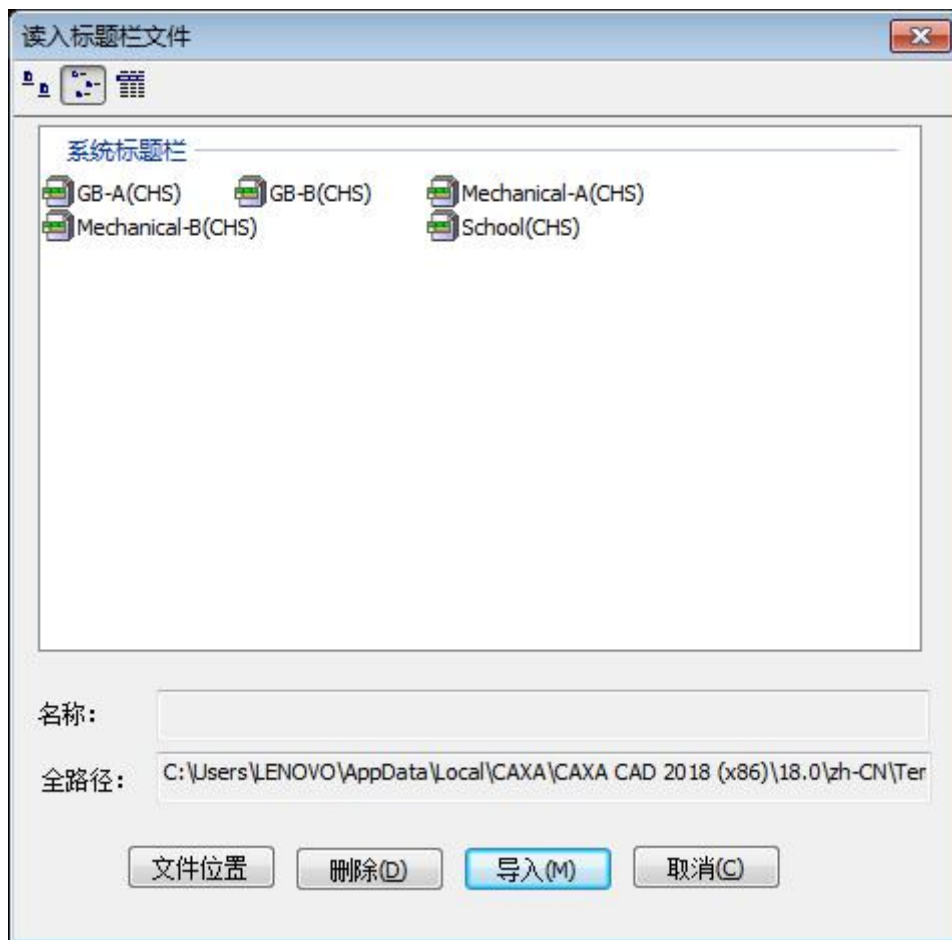 读入标题栏文件
系统标题栏
GB-A(CHS) GB-B(CHS) Mechanical-A(CHS)
Mechanical-B(CHS) School(CHS)
名称:
全路径: C:\Users\LENOVO\AppData\Local\CAXA\CAXA CAD 2018 (x86)\18.0\zh-CN\Ter
文件位置 删除(D) 导入(M) 取消(C)